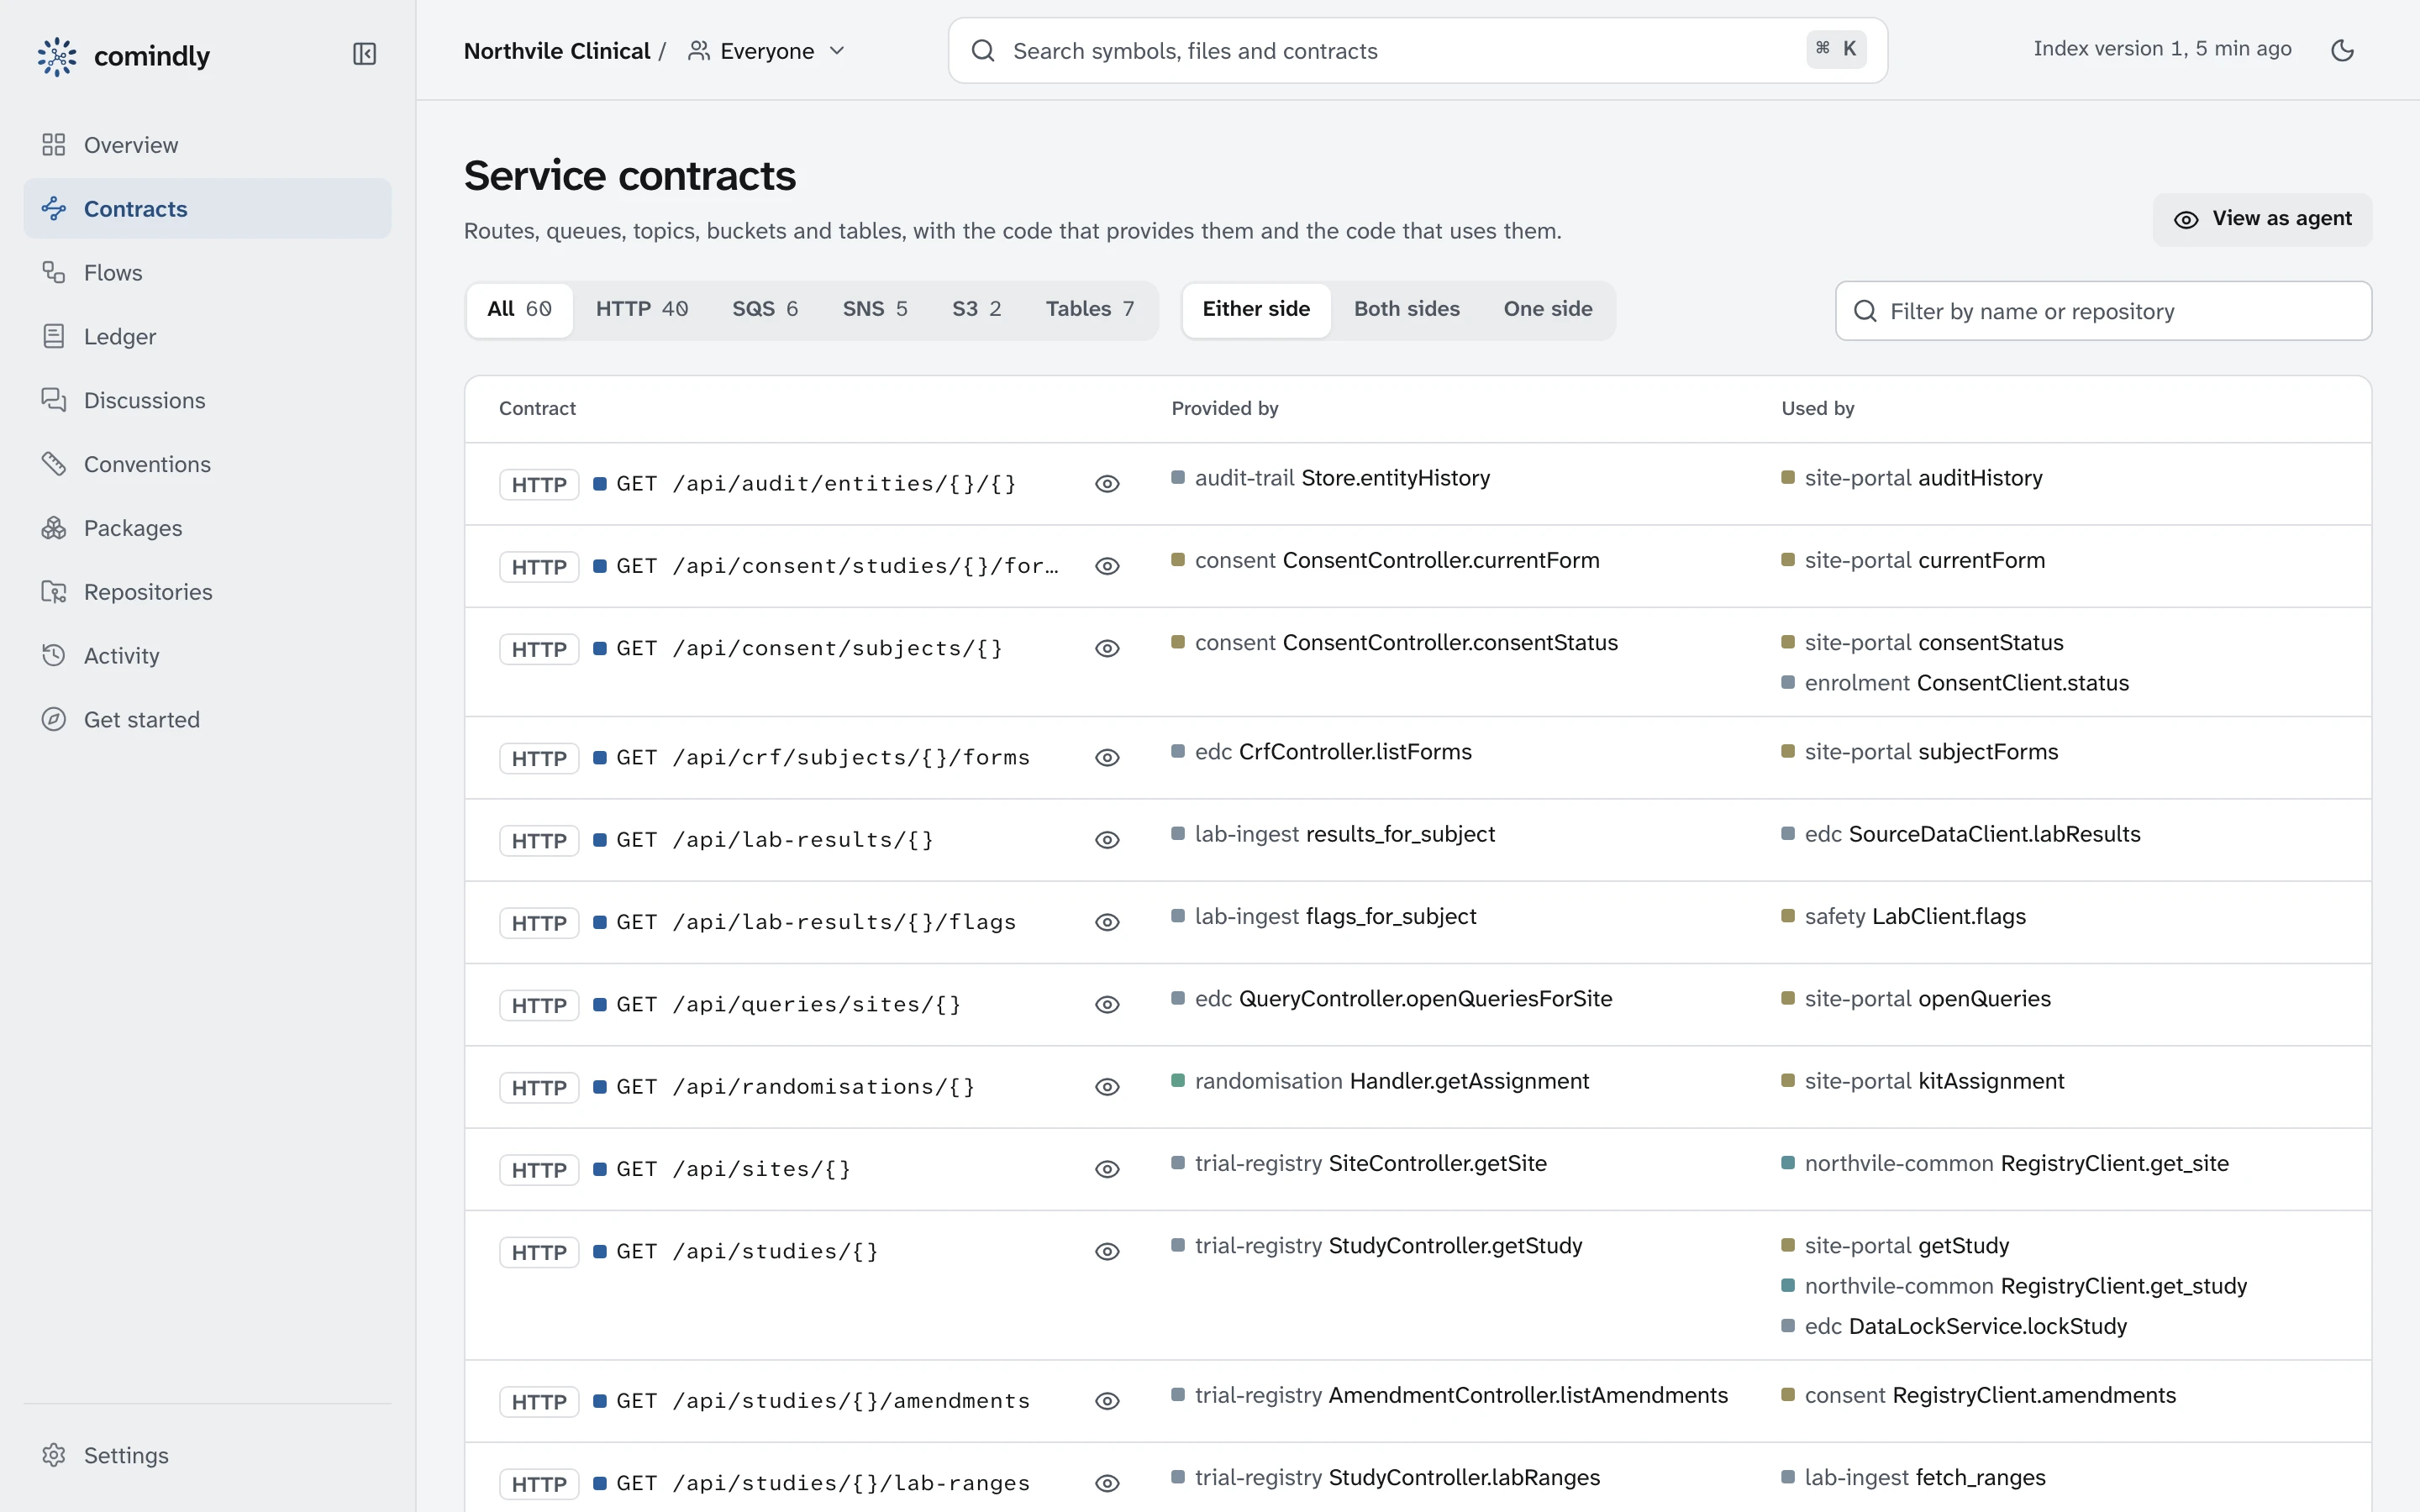 comindly
Overview
Contracts
Flows
Ledger
Discussions
Conventions
Packages
Repositories
Activity
Get started
Settings
Northvile Clinical / Everyone
Search symbols, files and contracts ⌘ K
Index version 1, 5 min ago
Service contracts
Routes, queues, topics, buckets and tables, with the code that provides them and the code that uses them.
View as agent
All 60 HTTP 40 SQS 6 SNS 5 S3 2 Tables 7
Either side Both sides One side
Filter by name or repository
Contract Provided by Used by
HTTP GET /api/audit/entities/{}/{} audit-trail Store.entityHistory site-portal auditHistory
HTTP GET /api/consent/studies/{}/for… consent ConsentController.currentForm site-portal currentForm
HTTP GET /api/consent/subjects/{} consent ConsentController.consentStatus site-portal consentStatus
enrolment ConsentClient.status
HTTP GET /api/crf/subjects/{}/forms edc CrfController.listForms site-portal subjectForms
HTTP GET /api/lab-results/{} lab-ingest results_for_subject edc SourceDataClient.labResults
HTTP GET /api/lab-results/{}/flags lab-ingest flags_for_subject safety LabClient.flags
HTTP GET /api/queries/sites/{} edc QueryController.openQueriesForSite site-portal openQueries
HTTP GET /api/randomisations/{} randomisation Handler.getAssignment site-portal kitAssignment
HTTP GET /api/sites/{} trial-registry SiteController.getSite northvile-common RegistryClient.get_site
HTTP GET /api/studies/{} trial-registry StudyController.getStudy site-portal getStudy
northvile-common RegistryClient.get_study
edc DataLockService.lockStudy
HTTP GET /api/studies/{}/amendments trial-registry AmendmentController.listAmendments consent RegistryClient.amendments
HTTP GET /api/studies/{}/lab-ranges trial-registry StudyController.labRanges lab-ingest fetch_ranges